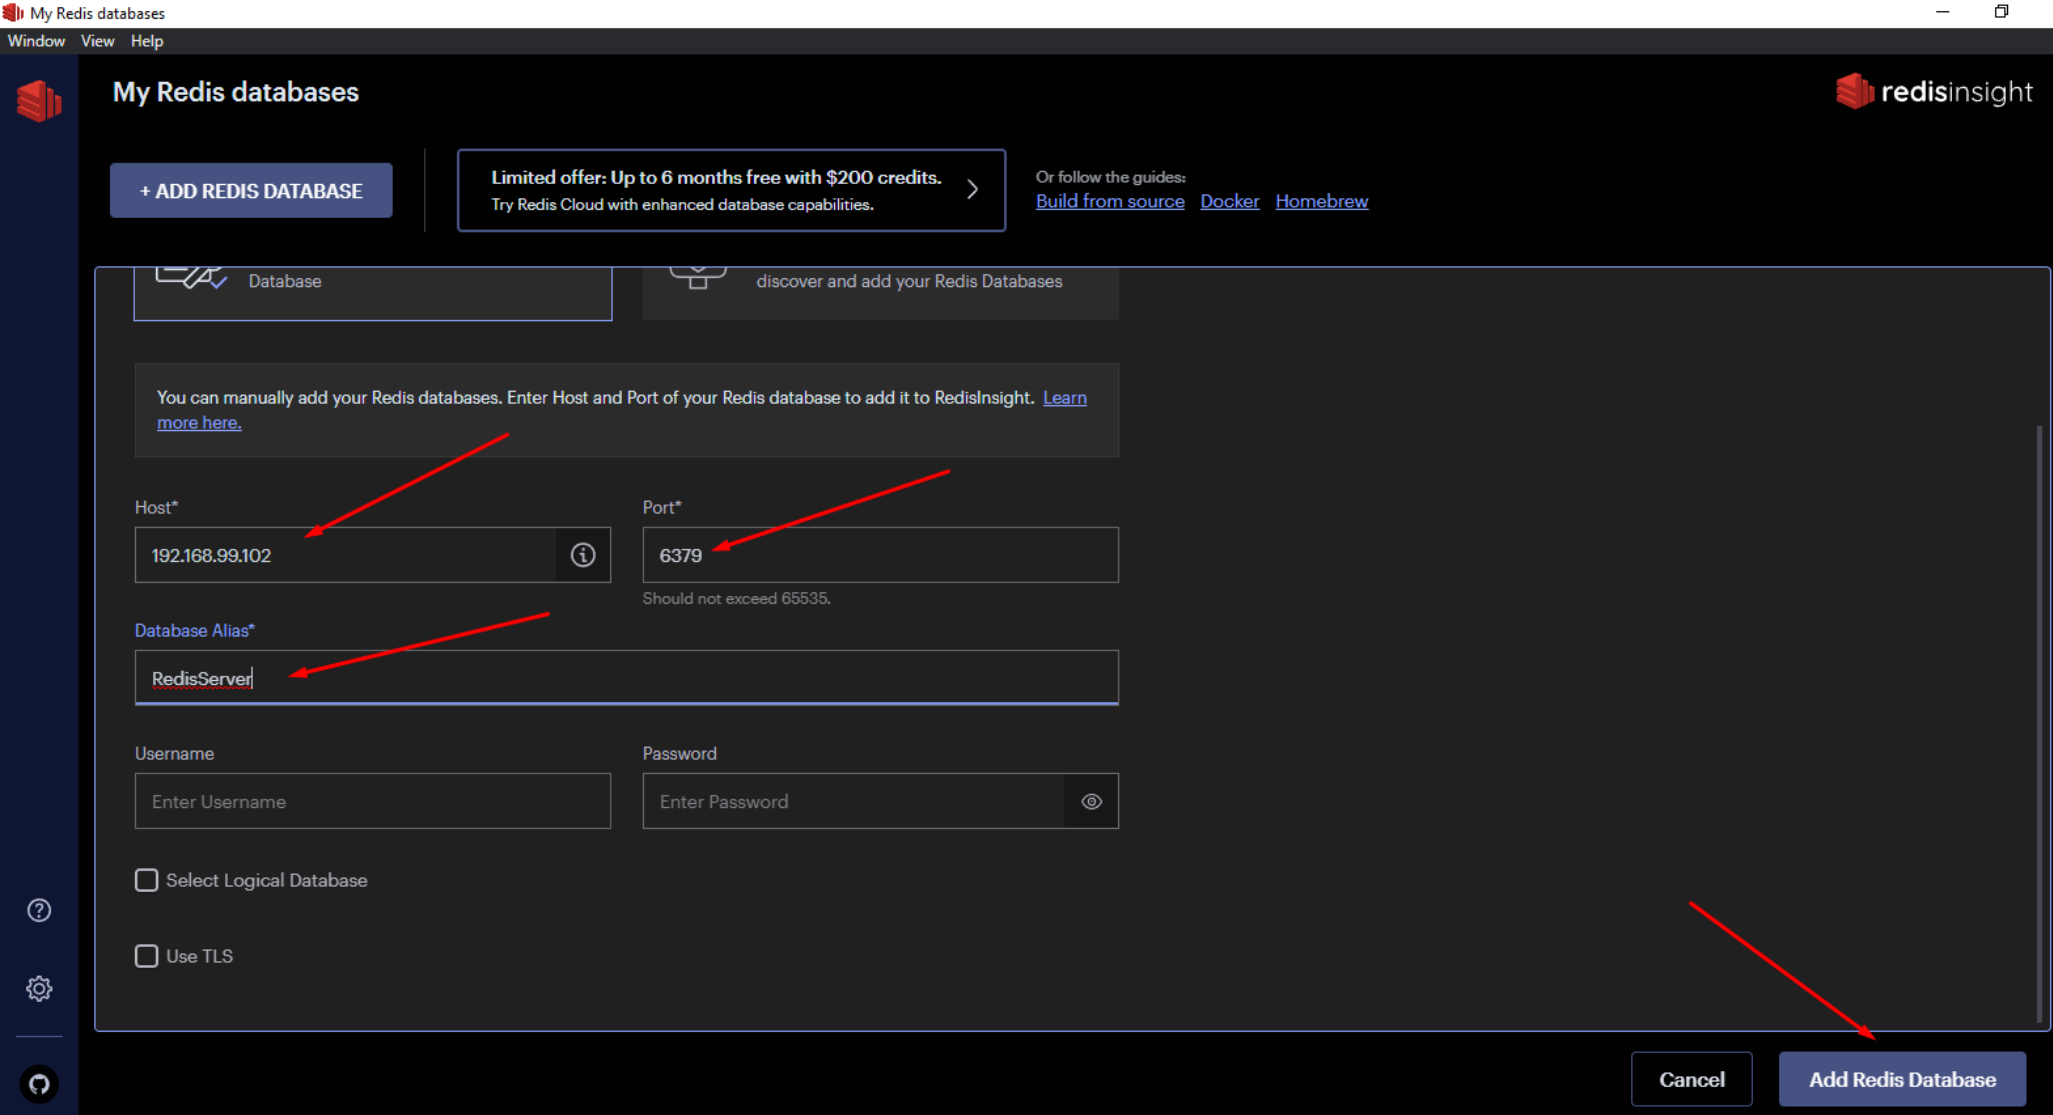 My Redis databases
Window View Help
My Redis databases
redisinsight
+ ADD REDIS DATABASE
Limited offer: Up to 6 months free with $200 credits.
Try Redis Cloud with enhanced database capabilities.
Or follow the guides:
Build from source Docker Homebrew
Database
discover and add your Redis Databases
You can manually add your Redis databases. Enter Host and Port of your Redis database to add it to RedisInsight. Learn
more here.
Host* Port*
192.168.99.102 6379
Should not exceed 65535.
Database Alias*
RedisServer
Username Password
Enter Username Enter Password
Select Logical Database
Use TLS
Cancel Add Redis Database